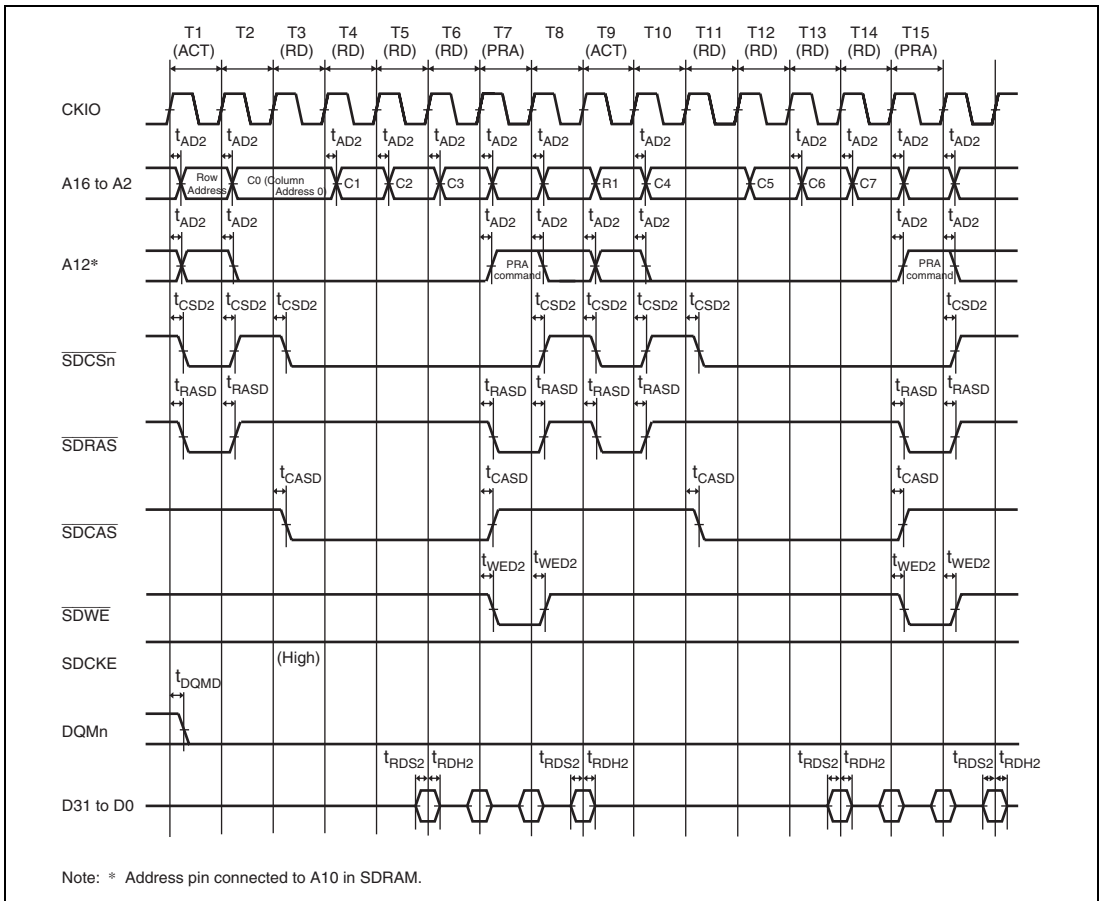 T1 T2 T3 T4 T5 T6 T7 T8 T9 T10 T11 T12 T13 T14 T15
(ACT) (RD) (RD) (RD) (RD) (PRA) (ACT) (RD) (RD) (RD) (RD) (PRA)
CKIO
tAD2 tAD2 tAD2 tAD2 tAD2 tAD2 tAD2 tAD2 tAD2 tAD2 tAD2 tAD2
A16 to A2
Row Address
C0 (Column Address 0)
C1 C2 C3 R1 C4 C5 C6 C7
tAD2 tAD2 tAD2 tAD2 tAD2 tAD2 tAD2 tAD2
A12*
PRA command
PRA command
tCSD2 tCSD2 tCSD2 tCSD2 tCSD2 tCSD2 tCSD2 tCSD2
SDCSn
tRASD tRASD tRASD tRASD tRASD tRASD tRASD tRASD
SDRAS
tCASD tCASD tCASD tCASD
SDCAS
tWED2 tWED2 tWED2 tWED2
SDWE
SDCKE
(High)
tDQMD
DQMn
tRDS2 tRDH2 tRDS2 tRDH2 tRDS2 tRDH2 tRDS2 tRDH2
D31 to D0
Note: * Address pin connected to A10 in SDRAM.